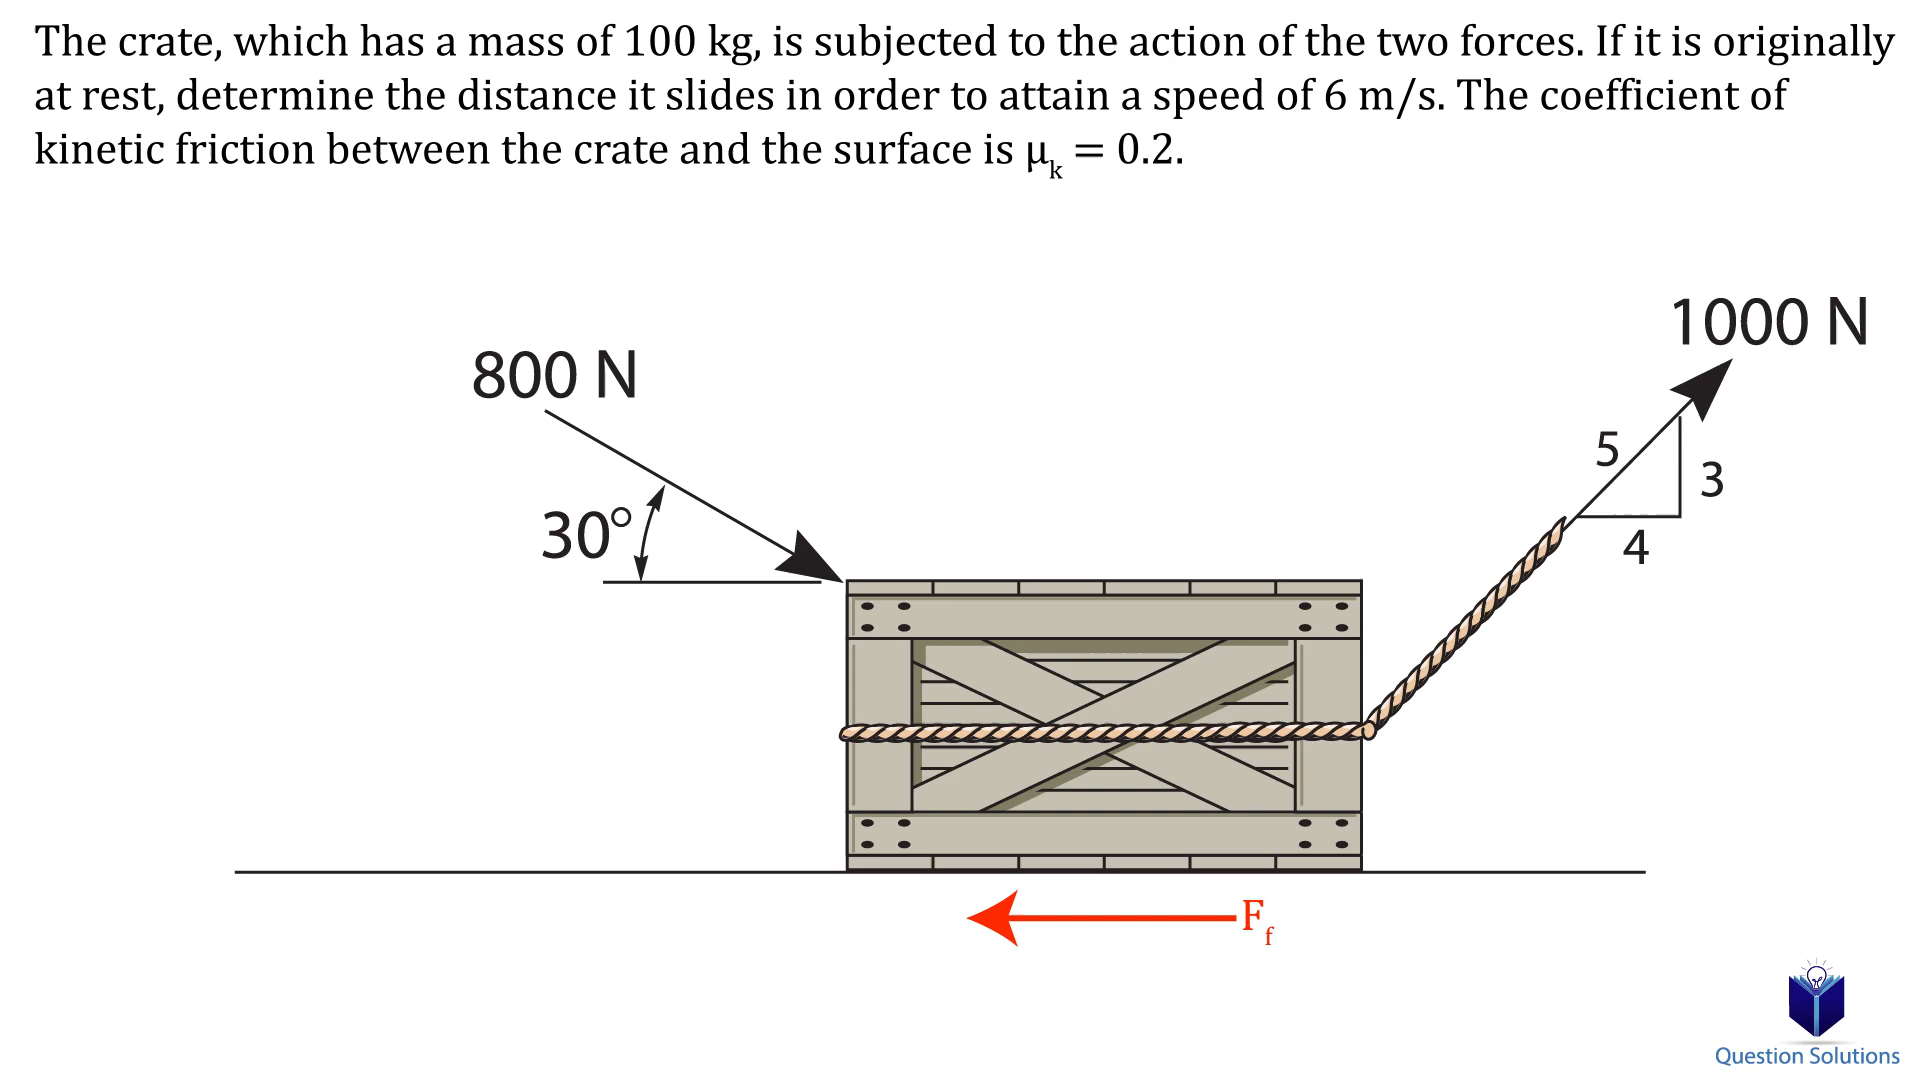 The crate, which has a mass of 100 kg, is subjected to the action of the two forces. If it is originally
at rest, determine the distance it slides in order to attain a speed of 6 m/s. The coefficient of
kinetic friction between the crate and the surface is μk = 0.2.
1000 N
800 N
5
3
30°
4
Ff
Question Solutions